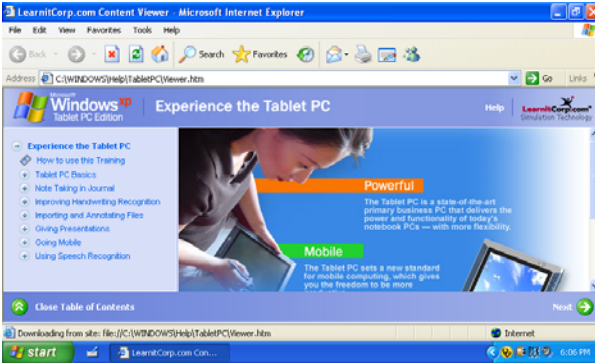 LearnitCorp.com Content Viewer - Microsoft Internet Explorer
File Edit View Favorites Tools Help
Back Search Favorites
Address C:\WINDOWS\Help\TabletPC\Viewer.htm Go Links
Microsoft
Windows xp
Tablet PC Edition
Experience the Tablet PC
Help
LearnitCorp.com
Simulation Technology
Experience the Tablet PC
How to use this Training
Tablet PC Basics
Note Taking in Journal
Improving Handwriting Recognition
Importing and Annotating Files
Giving Presentations
Going Mobile
Using Speech Recognition
Powerful
The Tablet PC is a state-of-the-art
primary business PC that delivers the
power and functionality of today's
notebook PCs — with more flexibility.
Mobile
The Tablet PC sets a new standard
for mobile computing, which gives
you the freedom to be more
Close Table of Contents
Next
Downloading from site: file://C:\WINDOWS\Help\TabletPC\Viewer.htm
Internet
start
LearnitCorp.com Con...
6:06 PM